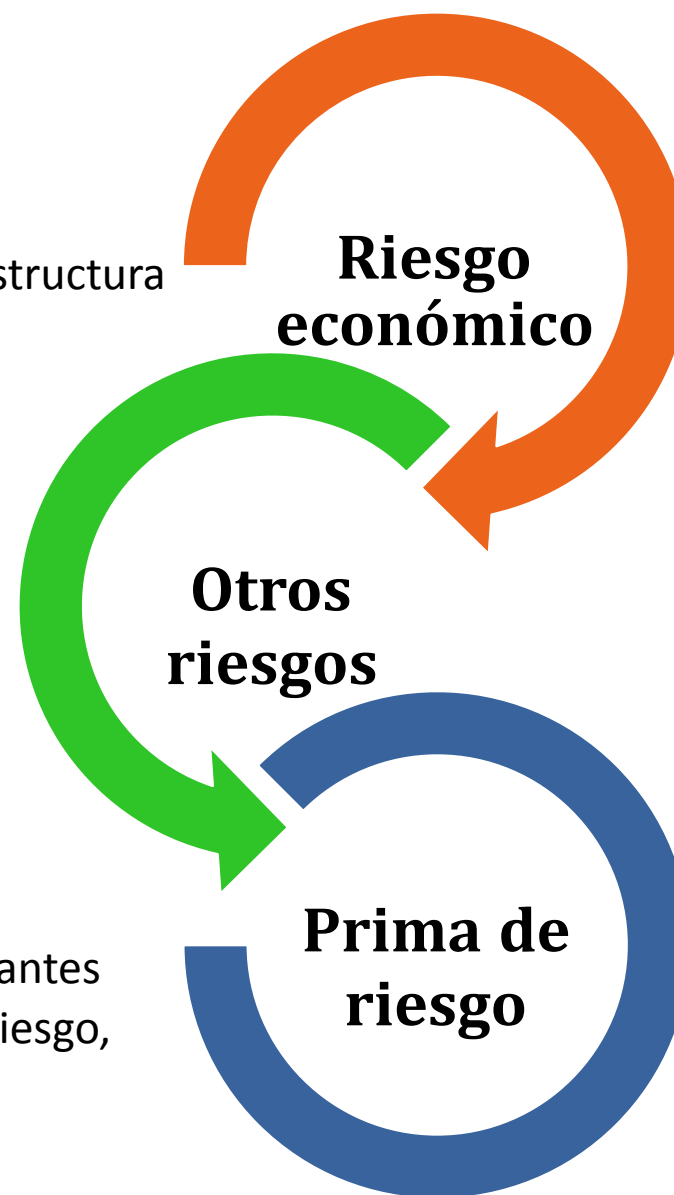 structura
Riesgo
económico
Otros
riesgos
antes
iesgo,
Prima de
riesgo